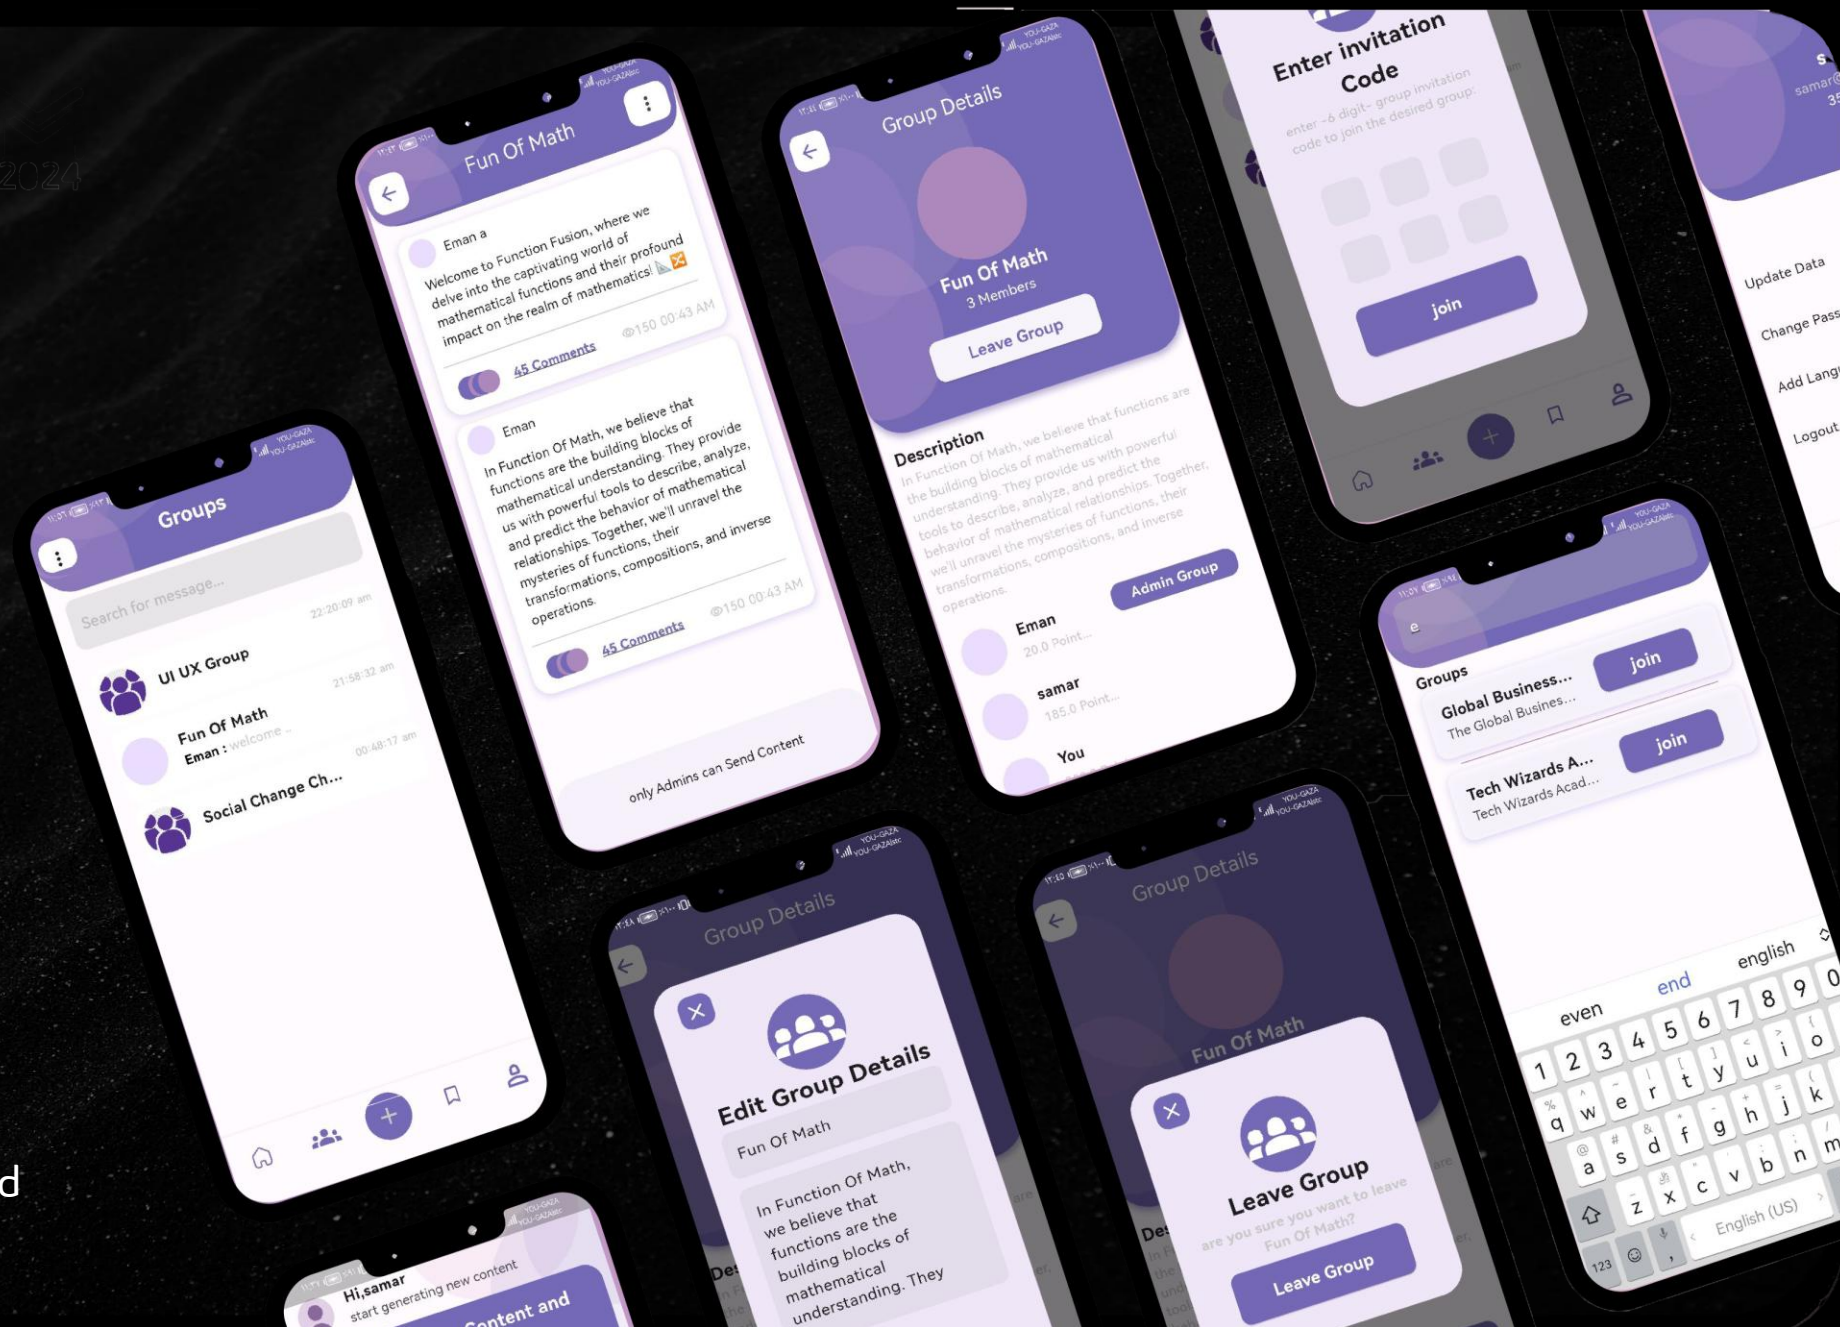 2024
d
Groups
Search for message...
22:20:09 am
UI UX Group
21:58:32 am
Fun Of Math
Eman : welcome ..
00:48:17 am
Social Change Ch...
Fun Of Math
Eman a
Welcome to Function Fusion, where we
delve into the captivating world of
mathematical functions and their profound
impact on the realm of mathematics! 📐🔀
45 Comments
150 00:43 AM
Eman
In Function Of Math, we believe that
functions are the building blocks of
mathematical understanding. They provide
us with powerful tools to describe, analyze,
and predict the behavior of mathematical
relationships. Together, we'll unravel the
mysteries of functions, their
transformations, compositions, and inverse
operations.
45 Comments
150 00:43 AM
only Admins can Send Content
Group Details
Fun Of Math
3 Members
Leave Group
Description
In Function Of Math, we believe that functions are
the building blocks of mathematical
understanding. They provide us with powerful
tools to describe, analyze, and predict the
behavior of mathematical relationships. Together,
we'll unravel the mysteries of functions, their
transformations, compositions, and inverse
operations.
Admin Group
Eman
20.0 Point...
samar
185.0 Point...
You
Enter invitation
Code
enter -6 digit- group invitation
code to join the desired group:
join
Update Data
Change Pass
Add Langu
Logout
e
Groups
Global Business...
The Global Busines...
join
Tech Wizards A...
Tech Wizards Acad...
join
even end english
1 2 3 4 5 6 7 8 9 0
q w e r t y u i o
a s d f g h j k
z x c v b n m
123 , English (US)
Hi,samar
start generating new content
Content and
Group Details
Edit Group Details
Fun Of Math
In Function Of Math,
we believe that
functions are the
building blocks of
mathematical
understanding. They
Group Details
Fun Of Math
Leave Group
are you sure you want to leave
Fun Of Math?
Leave Group